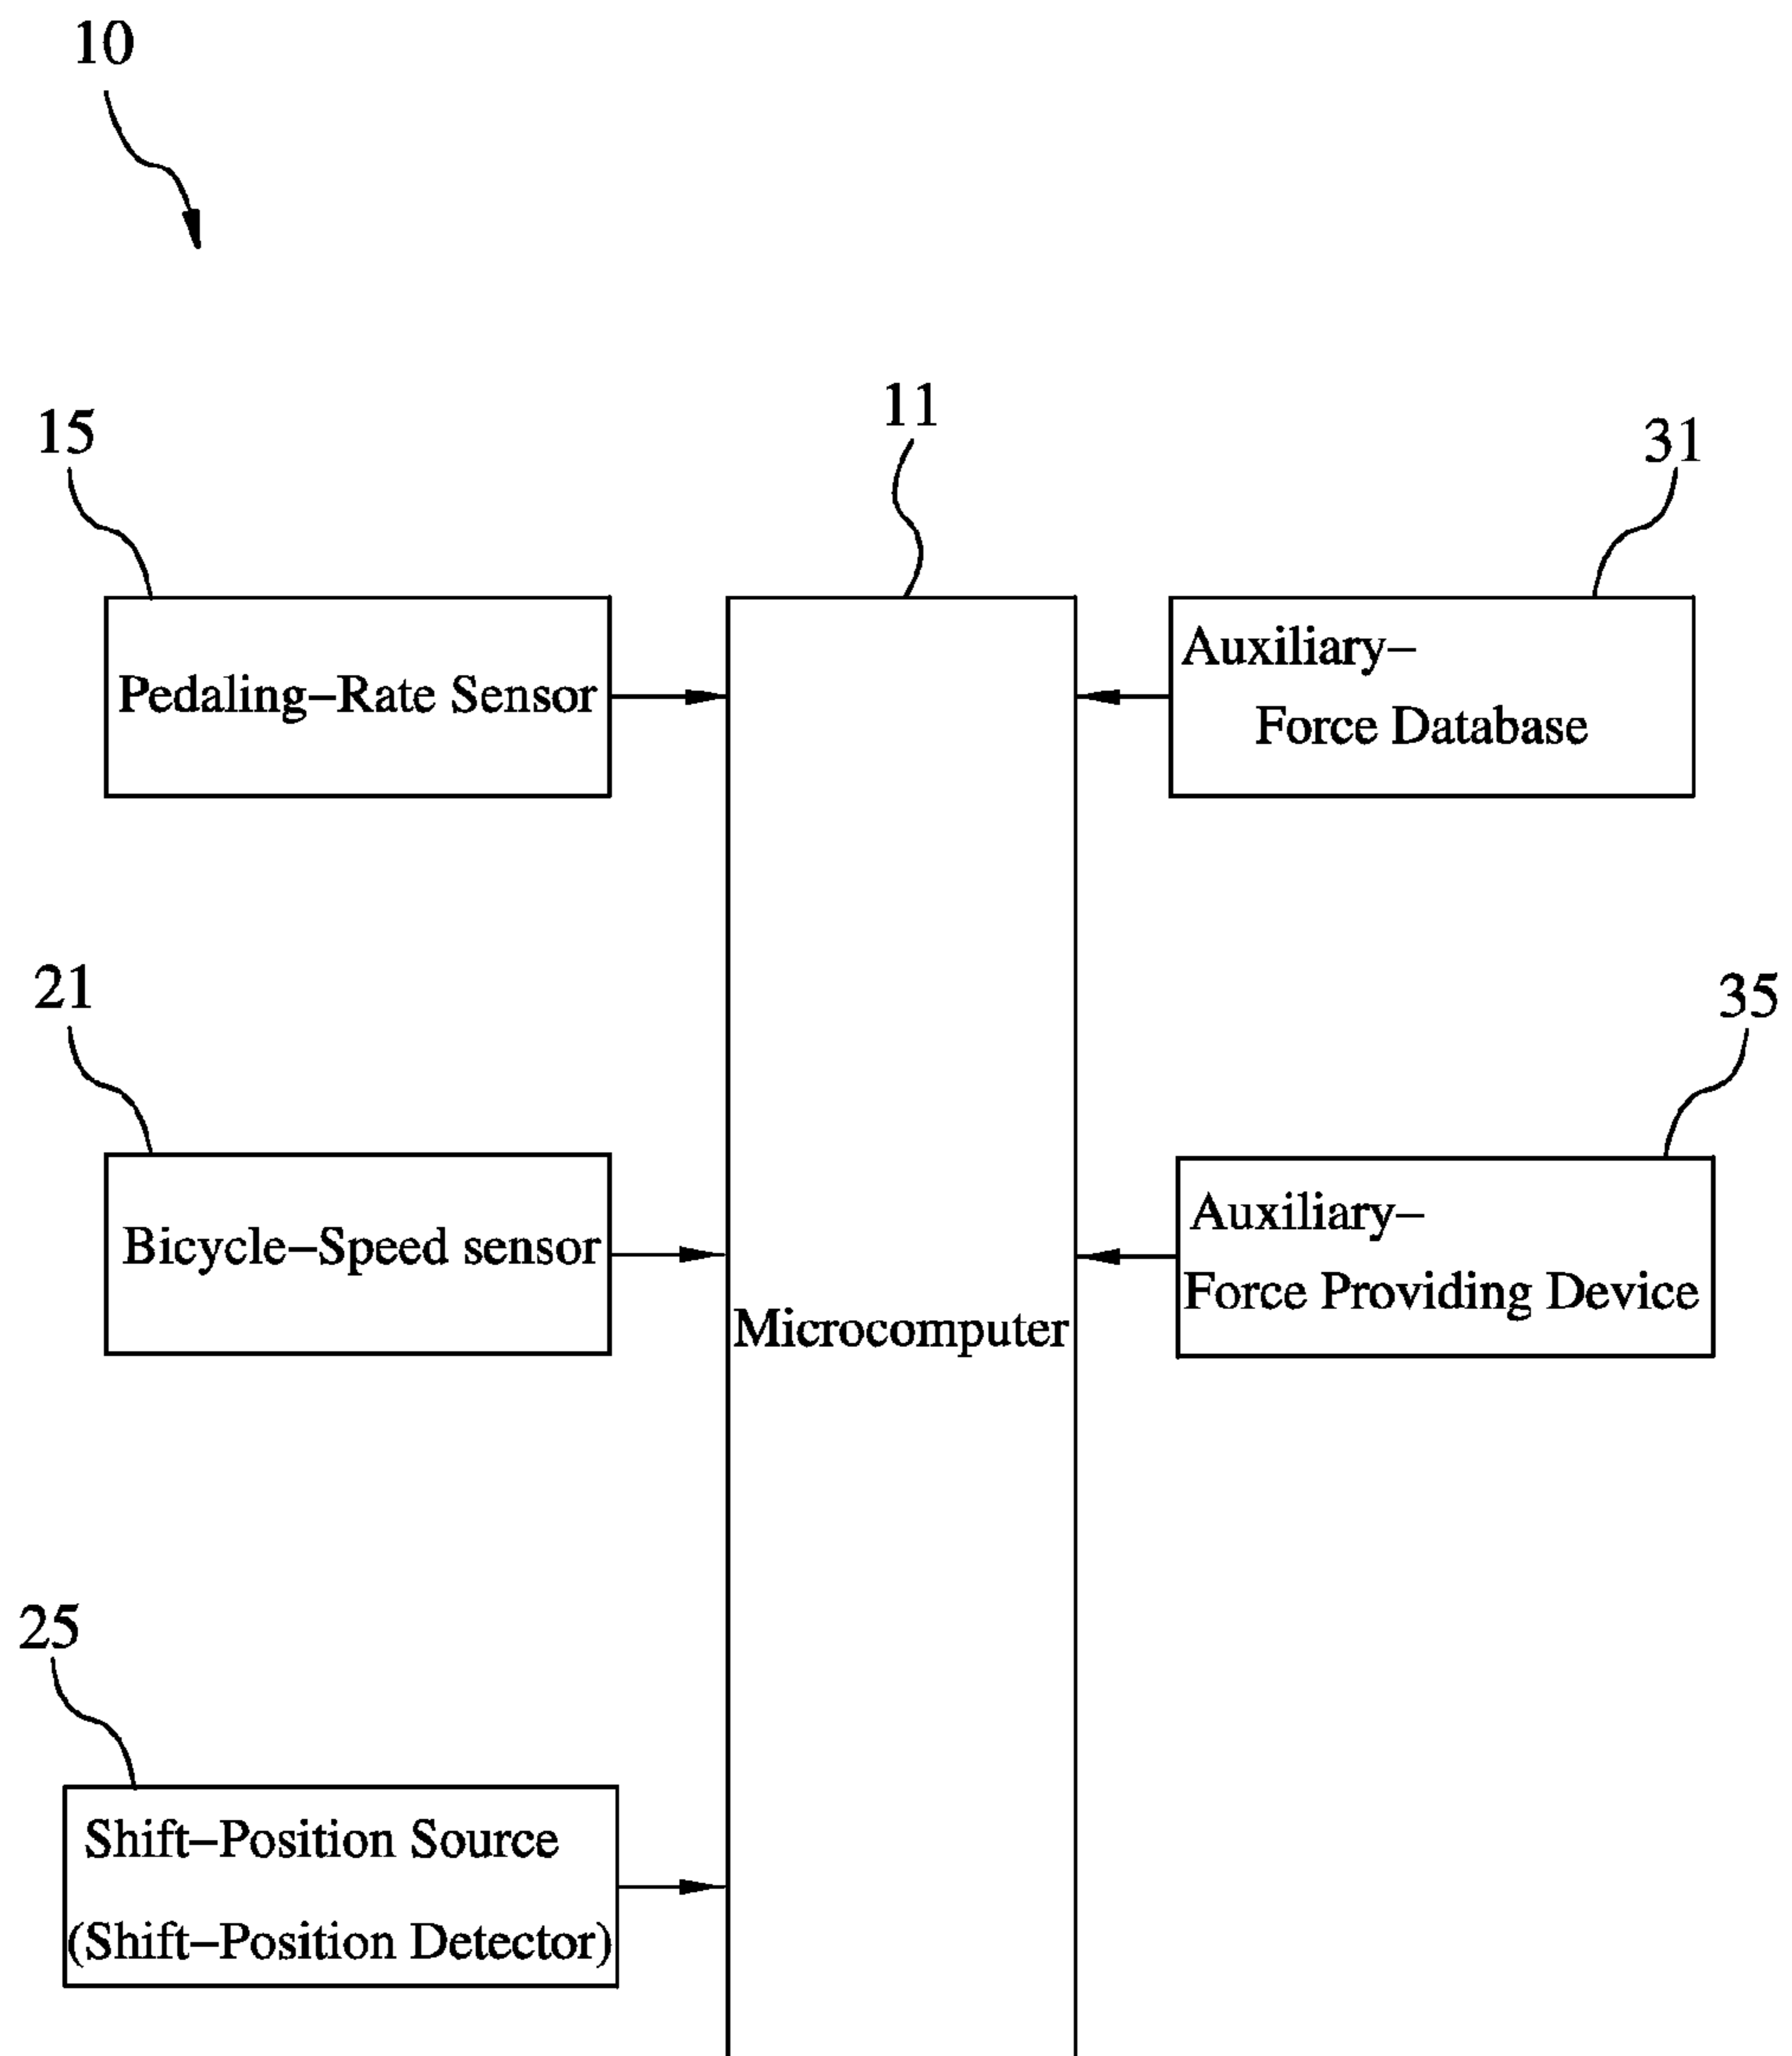 10
15
11
31
Pedaling–Rate Sensor
Auxiliary–
Force Database
21
35
Bicycle–Speed sensor
Microcomputer
Auxiliary–
Force Providing Device
25
Shift–Position Source
(Shift–Position Detector)